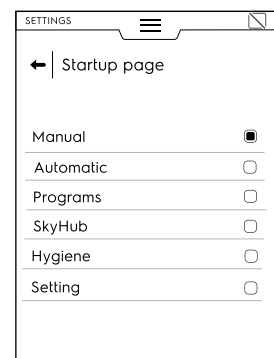 SETTINGS
Startup page
Manual
Automatic
Programs
SkyHub
Hygiene
Setting